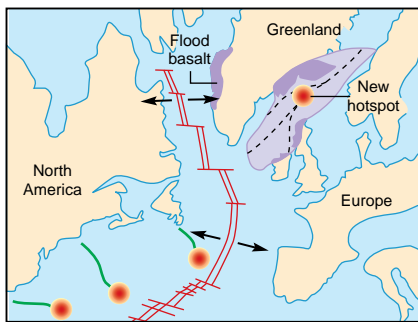 Greenland
Flood
basalt
New
hotspot
North
America
Europe